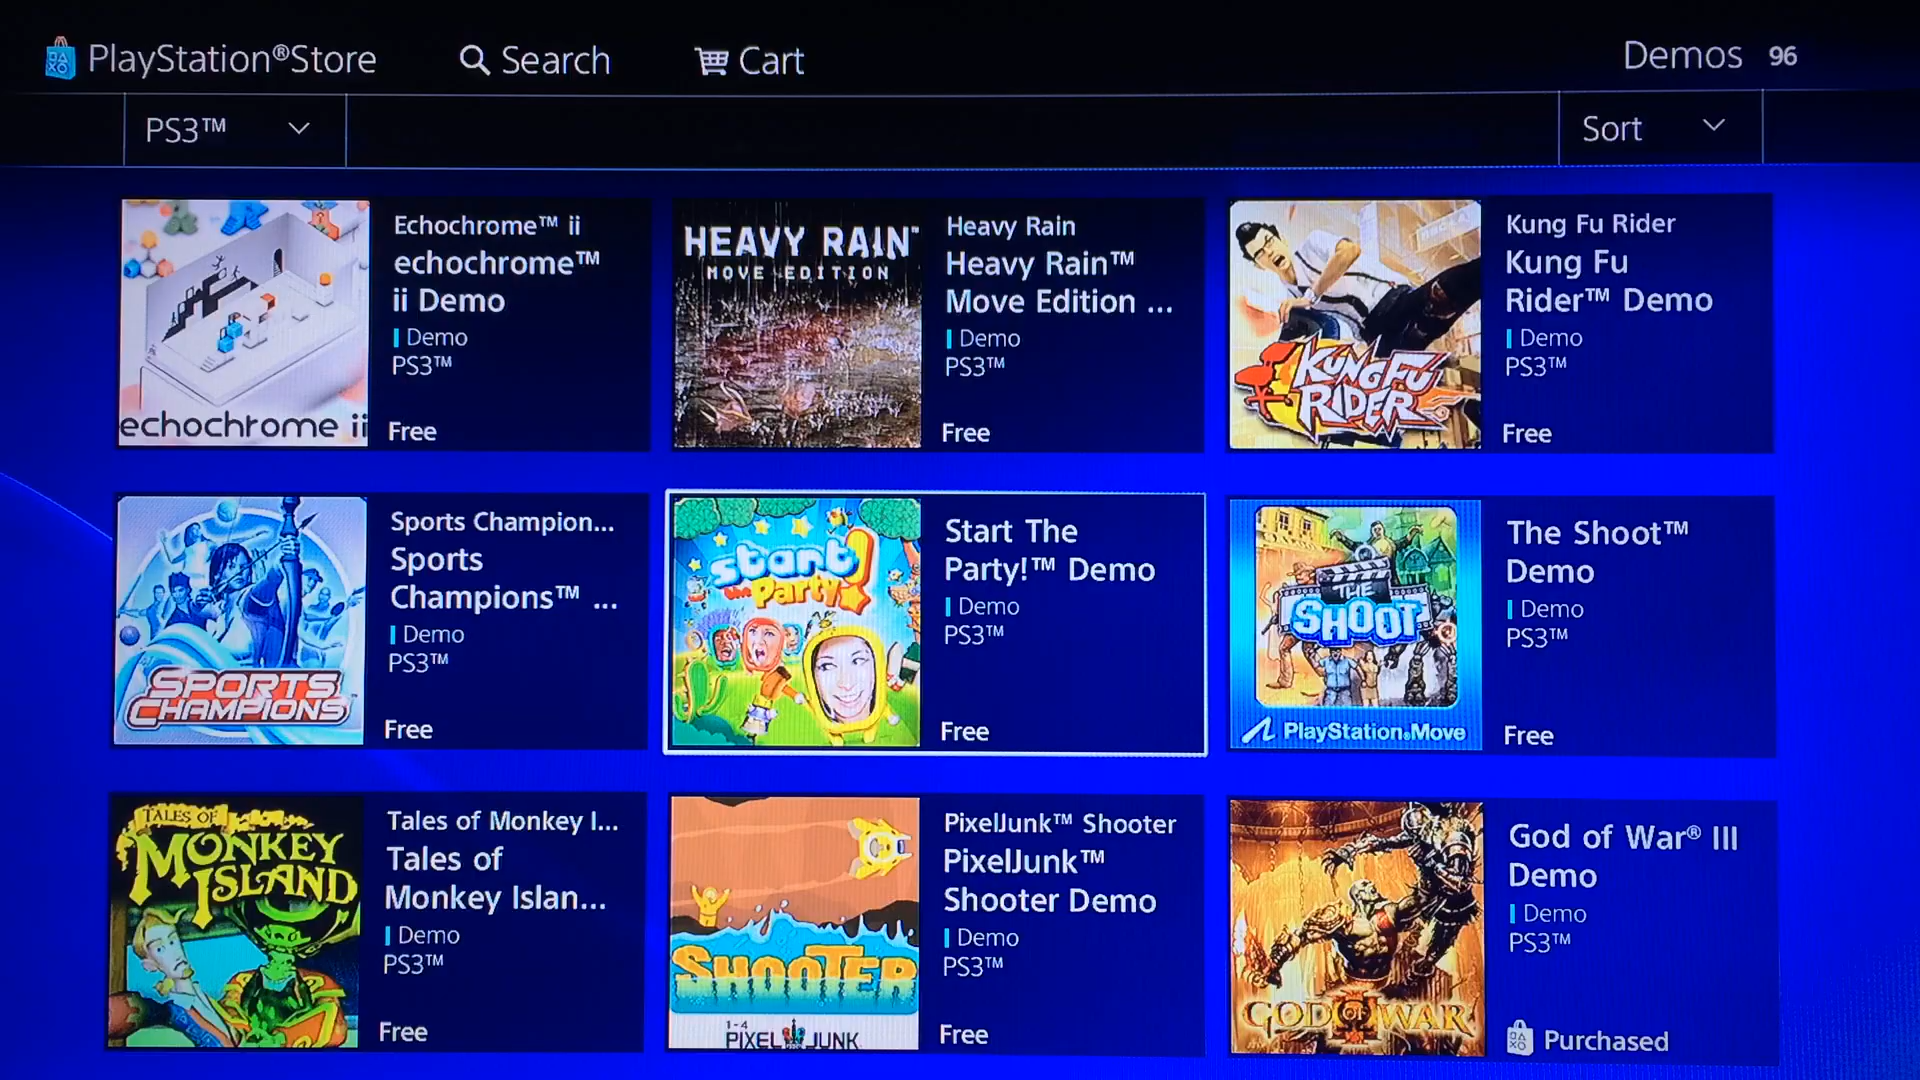 PlayStation®Store
Search
Cart
Demos 96
PS3™
Sort
echochrome ii
Echochrome™ ii
echochrome™
ii Demo
Demo
PS3™
Free
HEAVY RAIN™
MOVE EDITION
Heavy Rain
Heavy Rain™
Move Edition ...
Demo
PS3™
Free
KUNG FU
RIDER
Kung Fu Rider
Kung Fu
Rider™ Demo
Demo
PS3™
Free
SPORTS
CHAMPIONS™
Sports Champion...
Sports
Champions™ ...
Demo
PS3™
Free
start
the Party!
Start The
Party!™ Demo
Demo
PS3™
Free
THE
SHOOT
PlayStation®Move
The Shoot™
Demo
Demo
PS3™
Free
TALES OF
MONKEY
ISLAND
Tales of Monkey I...
Tales of
Monkey Islan...
Demo
PS3™
Free
SHOOTER
1-4
PIXEL JUNK
PixelJunk™ Shooter
PixelJunk™
Shooter Demo
Demo
PS3™
Free
GOD OF WAR
III
God of War® III
Demo
Demo
PS3™
Purchased